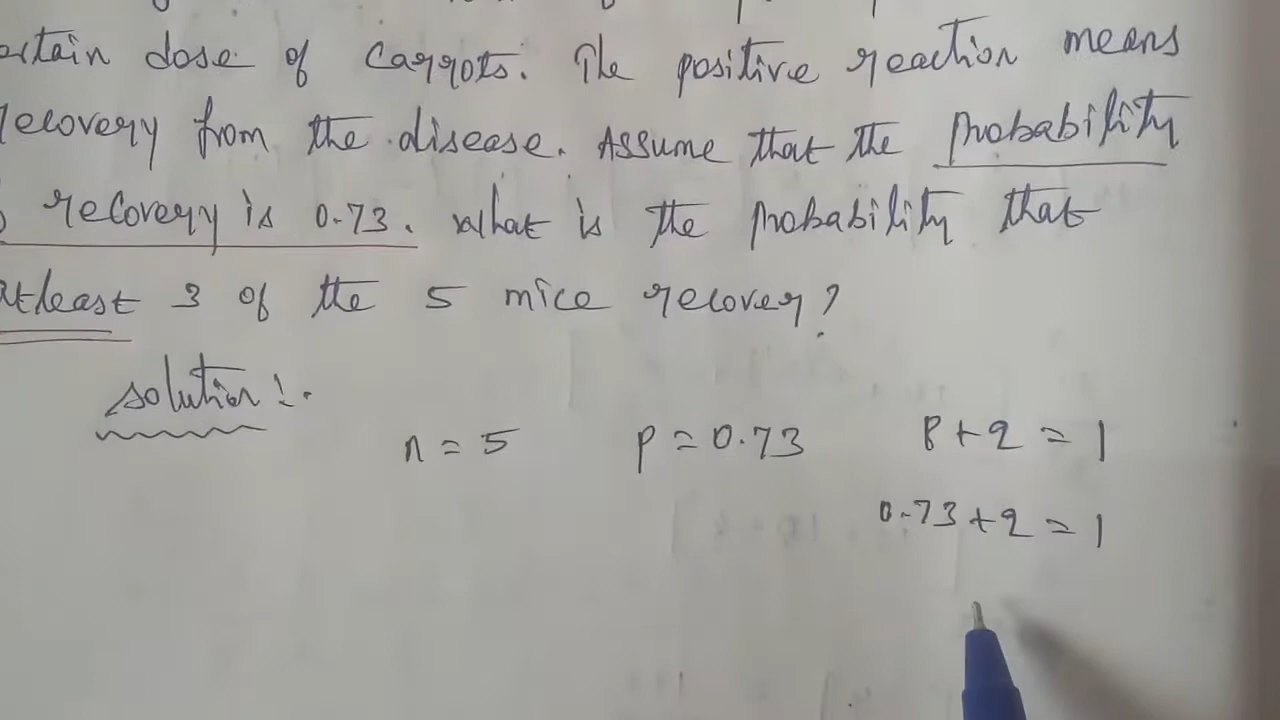 dose of Carrots. The positive reaction means
recovery from the disease. Assume that the probability
recovery is 0.73. What is the probability that
atleast 3 of the 5 mice recover?
Solution:-
n = 5 p = 0.73 p + q = 1
0.73 + q = 1